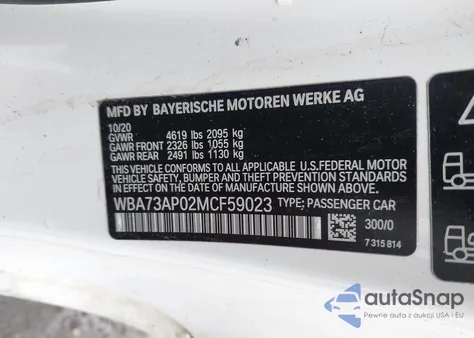 MFD BY BAYERISCHE MOTOREN WERKE AG
10/20
GVWR 4619 lbs 2095 kg
GAWR FRONT 2326 lbs 1055 kg
GAWR REAR 2491 lbs 1130 kg
THIS VEHICLE CONFORMS TO ALL APPLICABLE U.S.FEDERAL MOTOR
VEHICLE SAFETY, BUMPER, AND THEFT PREVENTION STANDARDS
IN EFFECT ON THE DATE OF MANUFACTURE SHOWN ABOVE.
WBA73AP02MCF59023 TYPE: PASSENGER CAR
300/0
7 315 814
autoSnap
Pewne auta z aukcji USA i EU